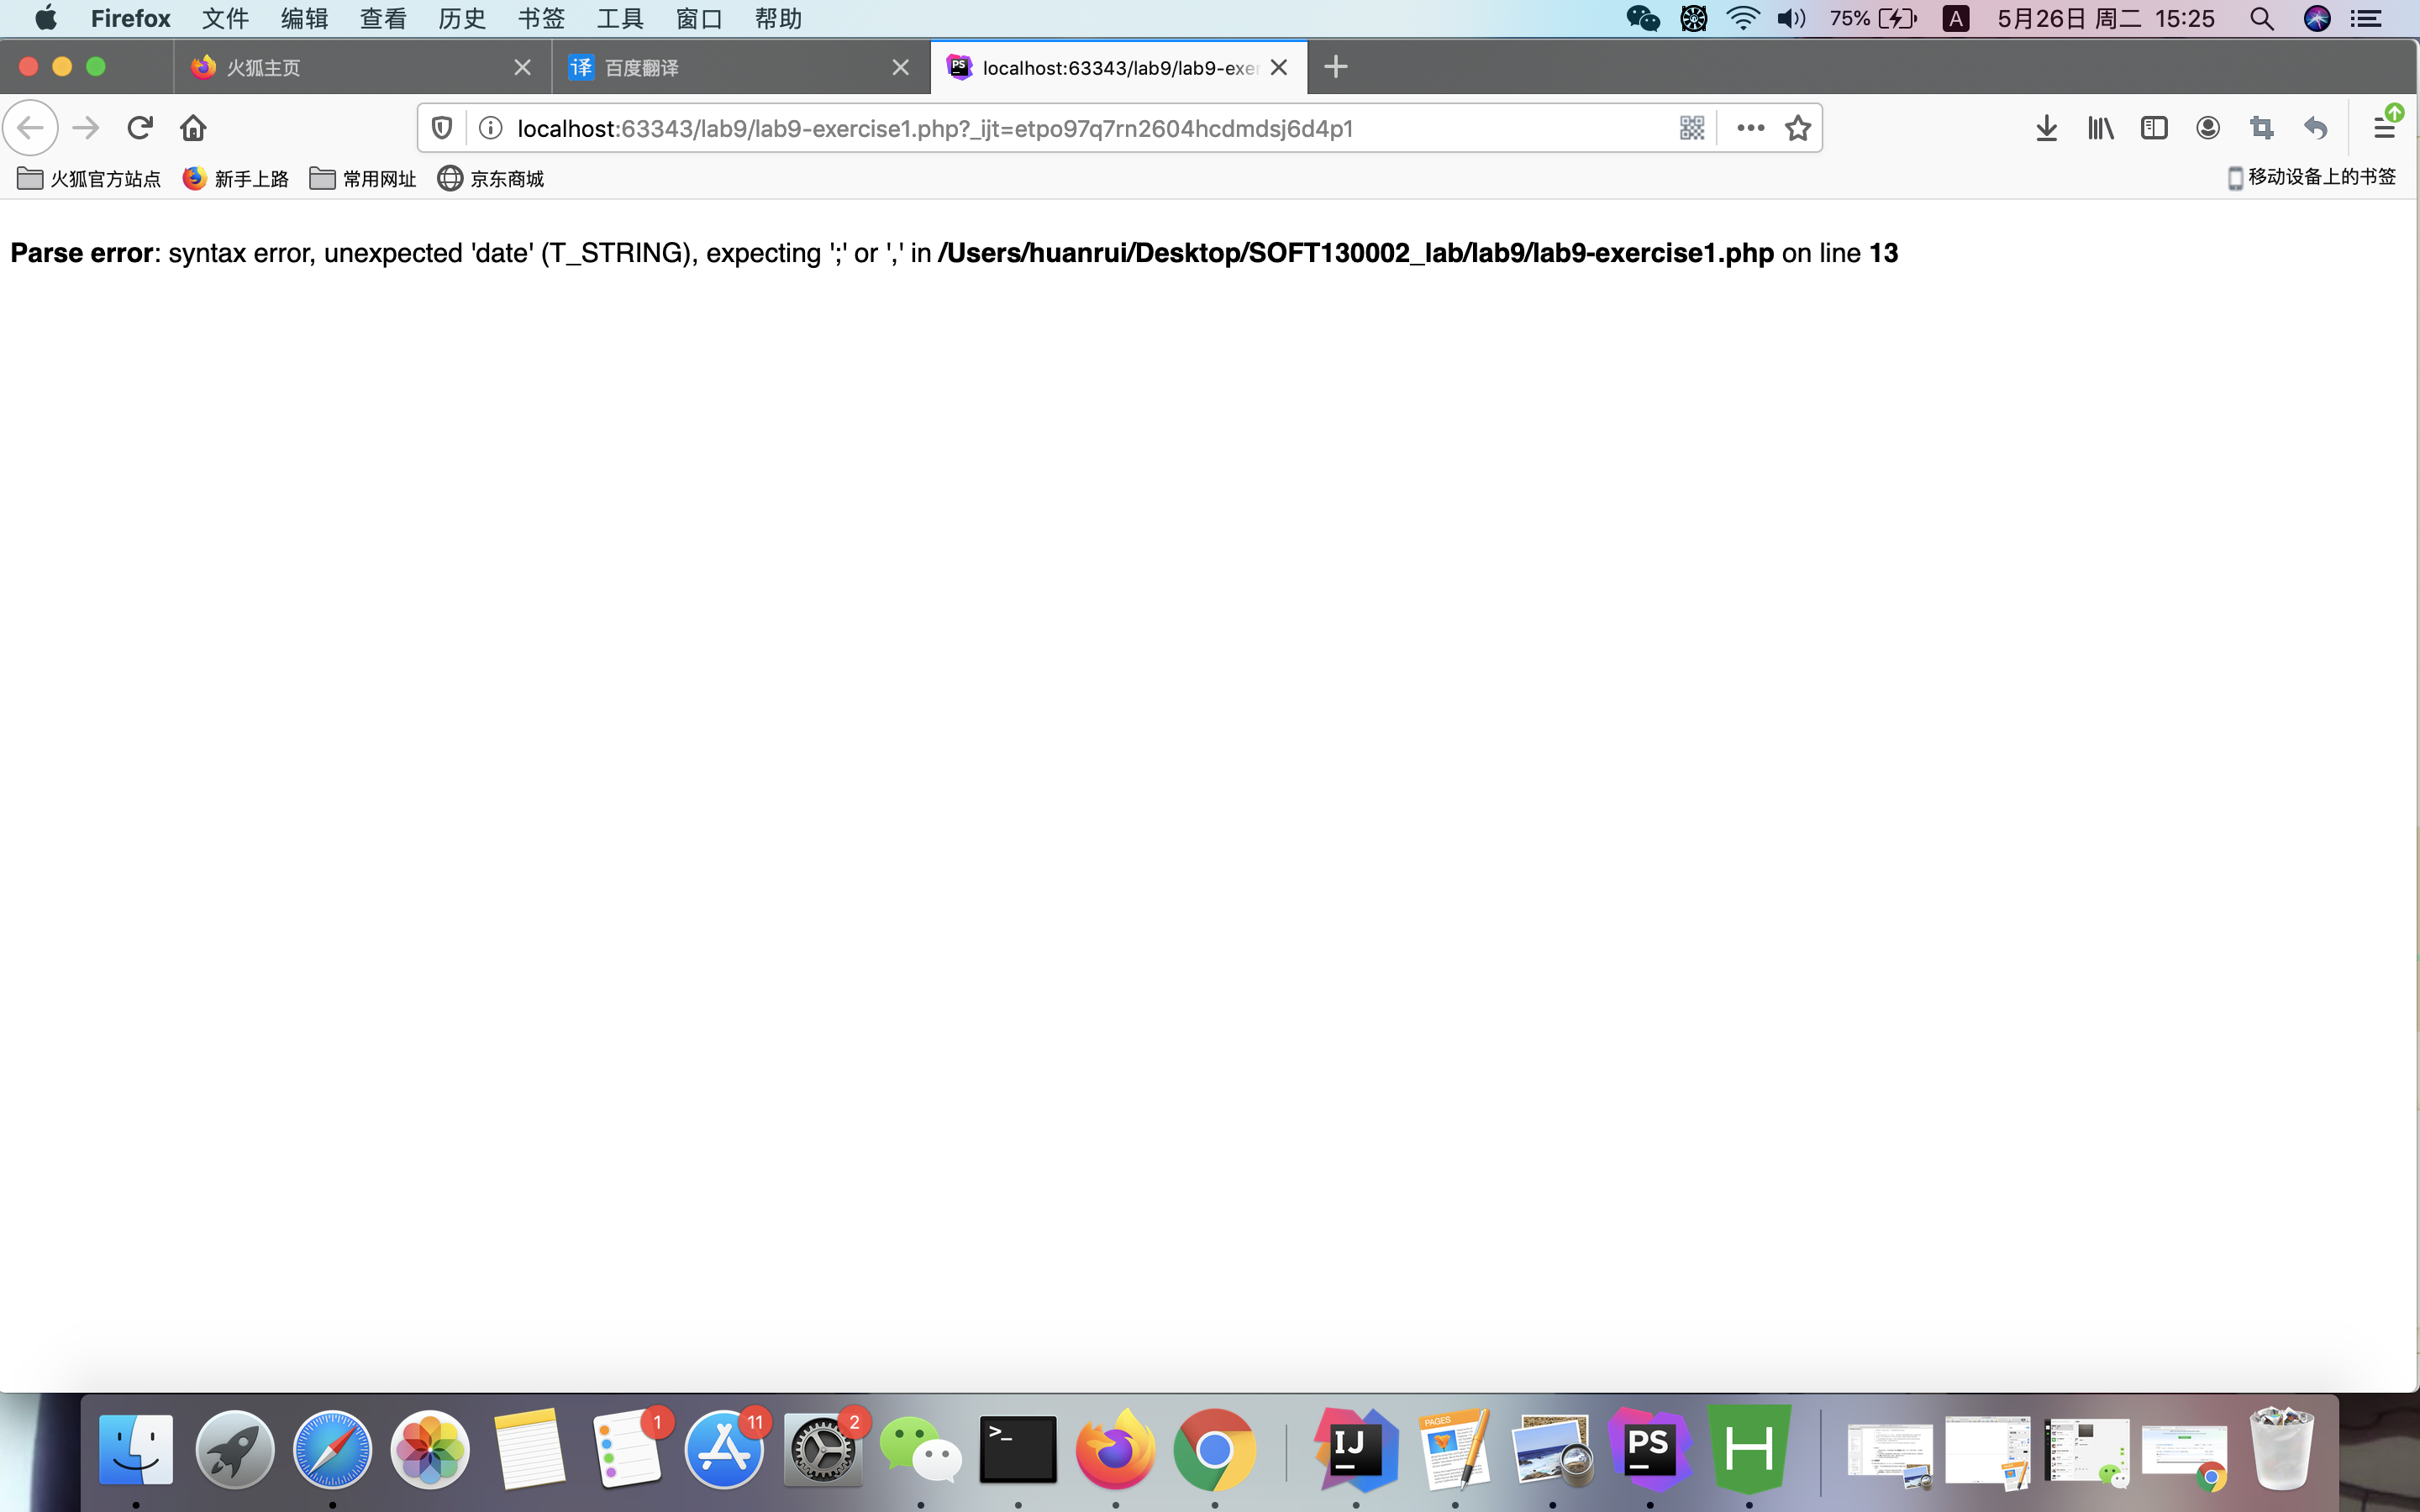 Firefox 文件 编辑 查看 历史 书签 工具 窗口 帮助 75% A 5月26日 周二 15:25
火狐主页 译 百度翻译 PS localhost:63343/lab9/lab9-exer
localhost:63343/lab9/lab9-exercise1.php?_ijt=etpo97q7rn2604hcdmdsj6d4p1
火狐官方站点 新手上路 常用网址 京东商城 移动设备上的书签
Parse error: syntax error, unexpected 'date' (T_STRING), expecting ';' or ',' in /Users/huanrui/Desktop/SOFT130002_lab/lab9/lab9-exercise1.php on line 13
1 11 2
>_ IJ PAGES PS H